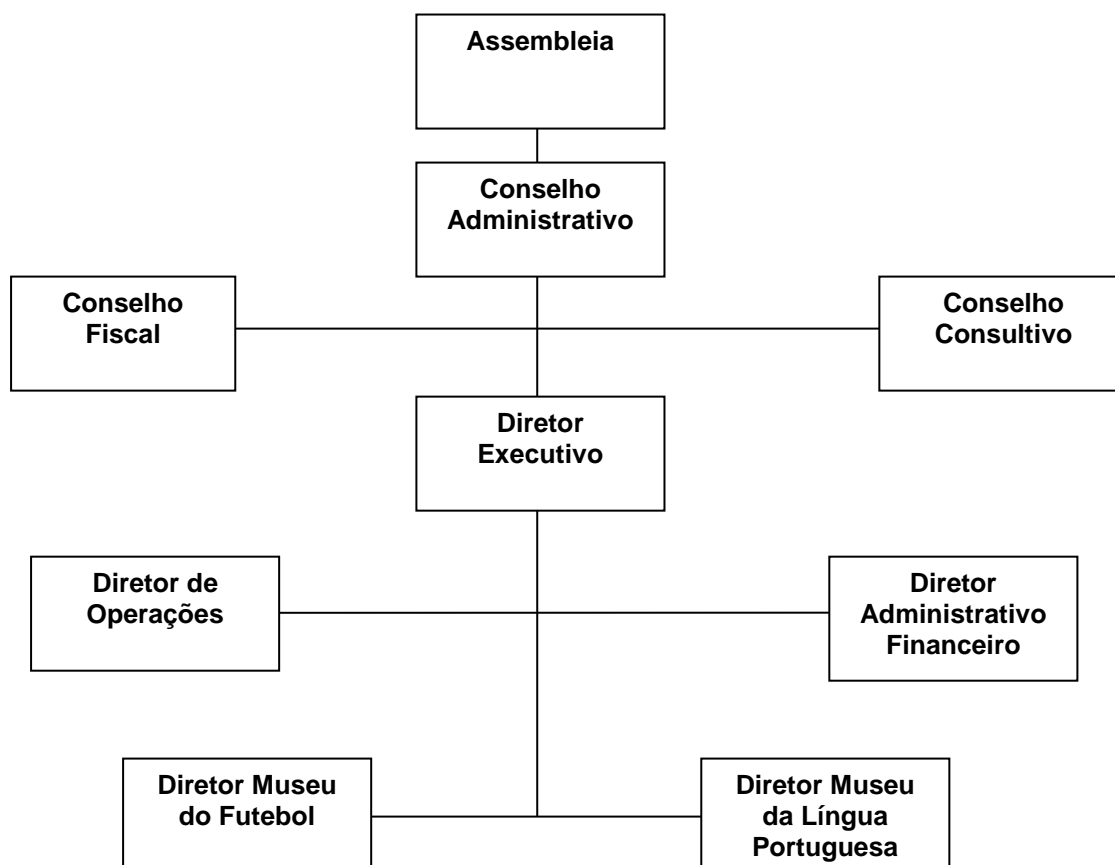 Assembleia
Conselho
Administrativo
Conselho
Fiscal
Conselho
Consultivo
Diretor
Executivo
Diretor de
Operações
Diretor
Administrativo
Financeiro
Diretor Museu
do Futebol
Diretor Museu
da Língua
Portuguesa